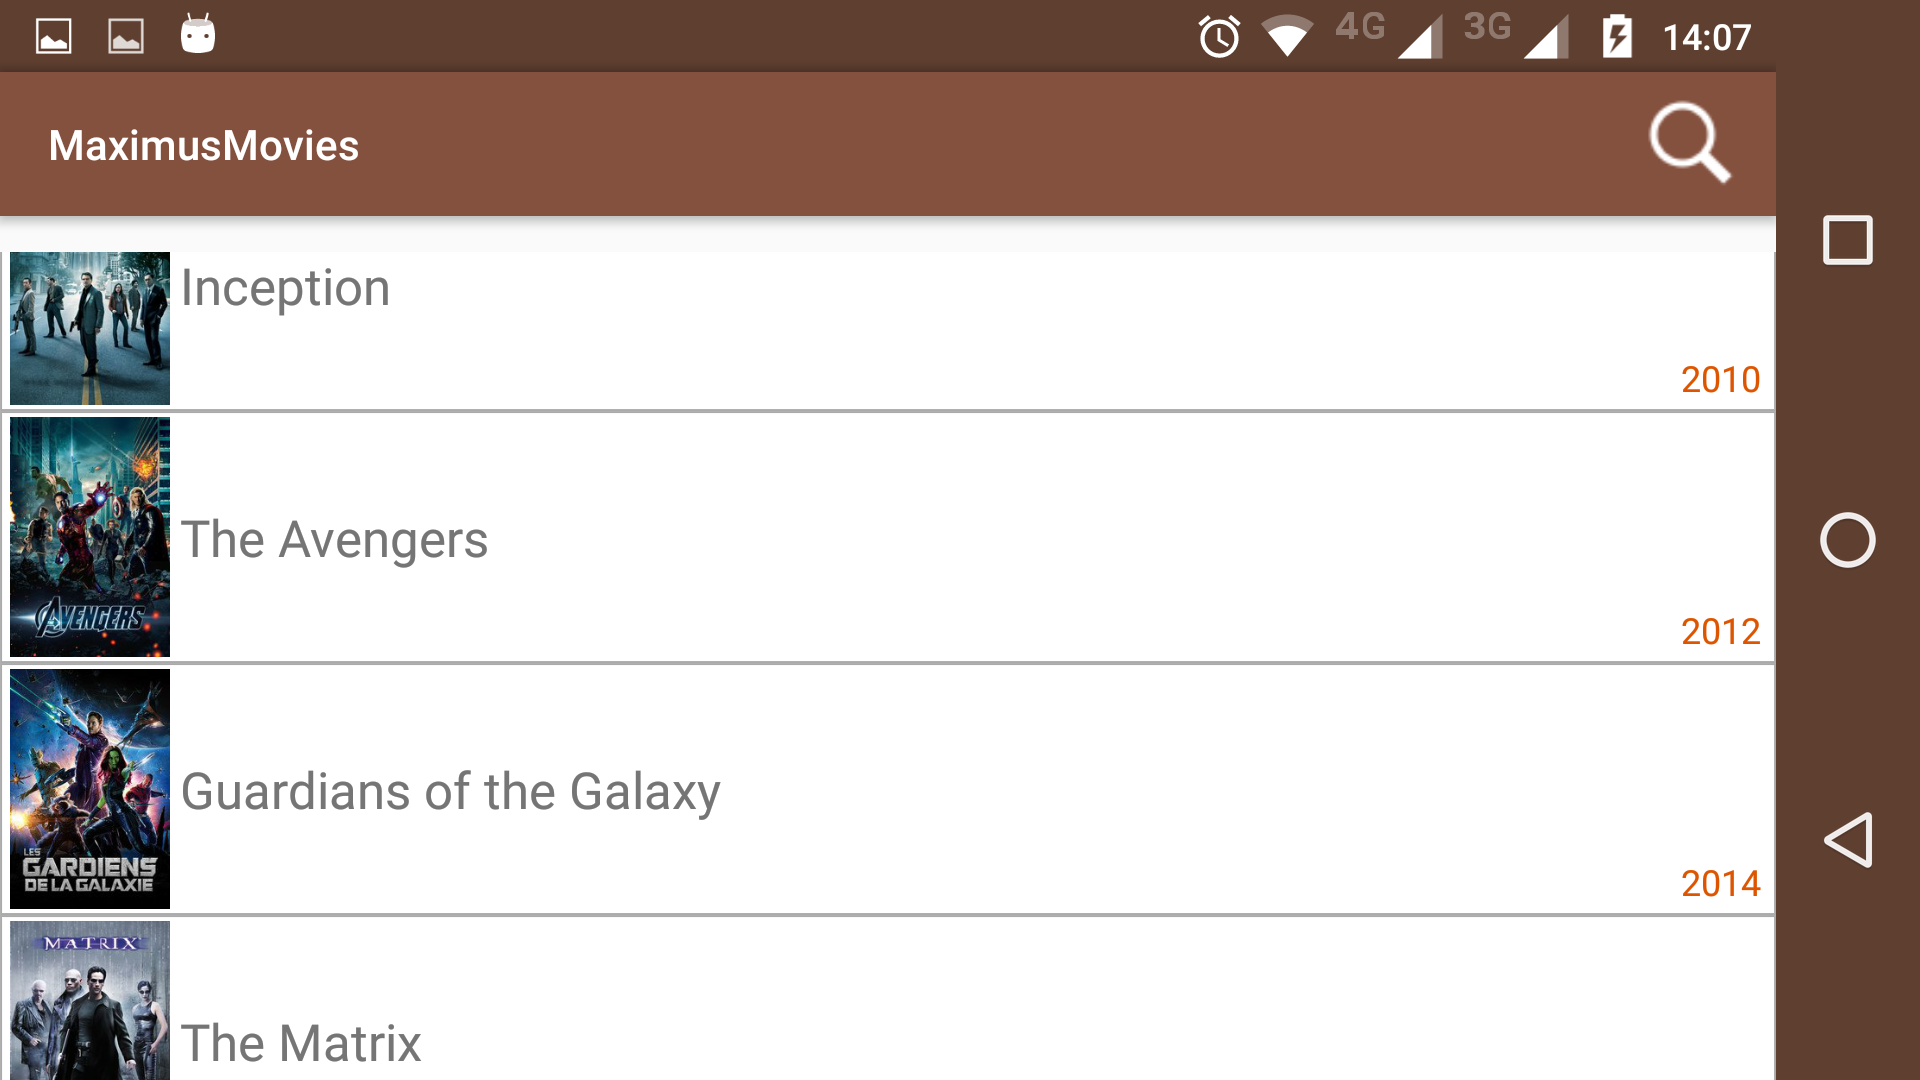 4G 3G 14:07
MaximusMovies
Inception
2010
The Avengers
AVENGERS
2012
Guardians of the Galaxy
LES
GARDIENS
DE LA GALAXIE
2014
MATRIX
The Matrix